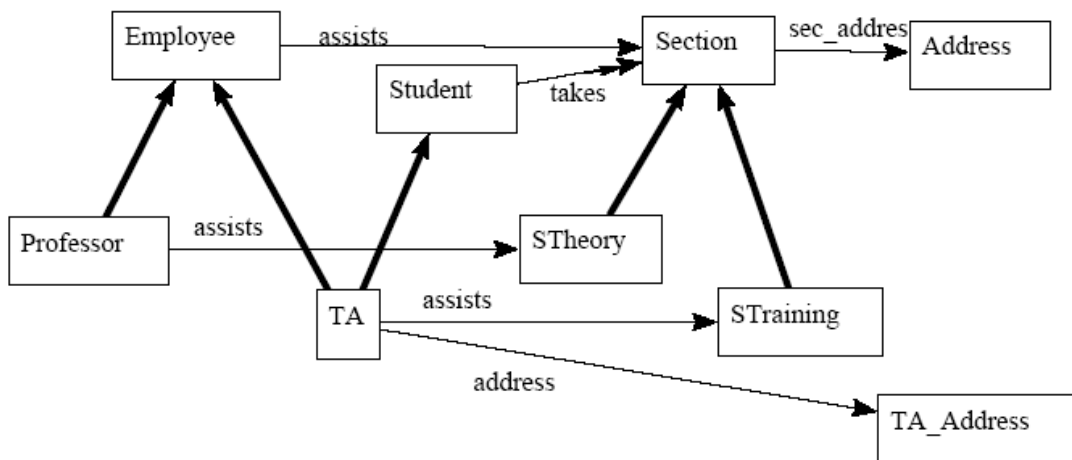 Employee
assists
Section
sec_addres
Address
Student
takes
Professor
assists
STheory
TA
assists
STraining
address
TA_Address